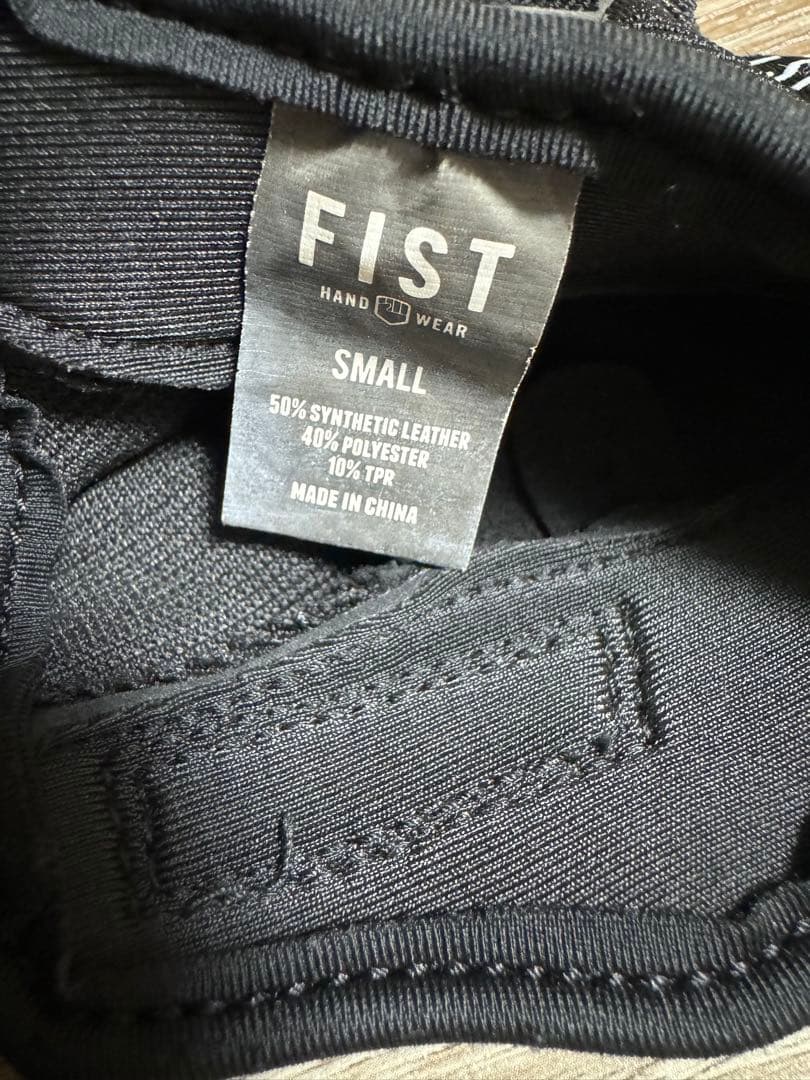 FIST
HAND WEAR
SMALL
50% SYNTHETIC LEATHER
40% POLYESTER
10% TPR
MADE IN CHINA